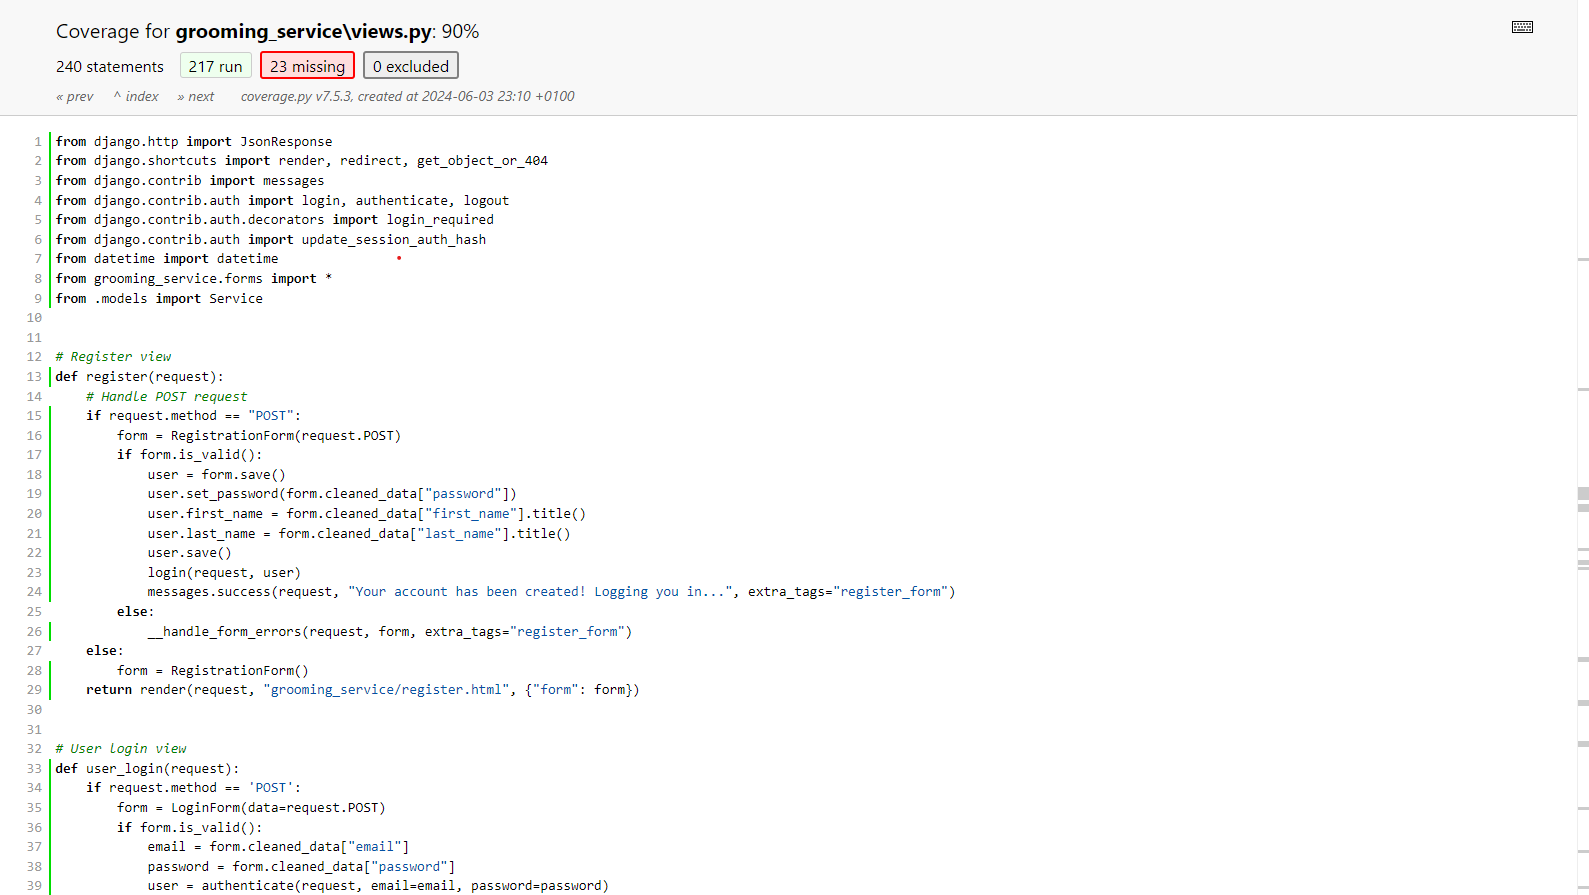 Coverage for grooming_service\views.py: 90%
240 statements 217 run 23 missing 0 excluded
« prev ^ index » next coverage.py v7.5.3, created at 2024-06-03 23:10 +0100
1 from django.http import JsonResponse
2 from django.shortcuts import render, redirect, get_object_or_404
3 from django.contrib import messages
4 from django.contrib.auth import login, authenticate, logout
5 from django.contrib.auth.decorators import login_required
6 from django.contrib.auth import update_session_auth_hash
7 from datetime import datetime
8 from grooming_service.forms import *
9 from .models import Service
10
11
12 # Register view
13 def register(request):
14     # Handle POST request
15     if request.method == "POST":
16         form = RegistrationForm(request.POST)
17         if form.is_valid():
18             user = form.save()
19             user.set_password(form.cleaned_data["password"])
20             user.first_name = form.cleaned_data["first_name"].title()
21             user.last_name = form.cleaned_data["last_name"].title()
22             user.save()
23             login(request, user)
24             messages.success(request, "Your account has been created! Logging you in...", extra_tags="register_form")
25         else:
26             __handle_form_errors(request, form, extra_tags="register_form")
27     else:
28         form = RegistrationForm()
29     return render(request, "grooming_service/register.html", {"form": form})
30
31
32 # User login view
33 def user_login(request):
34     if request.method == 'POST':
35         form = LoginForm(data=request.POST)
36         if form.is_valid():
37             email = form.cleaned_data["email"]
38             password = form.cleaned_data["password"]
39             user = authenticate(request, email=email, password=password)